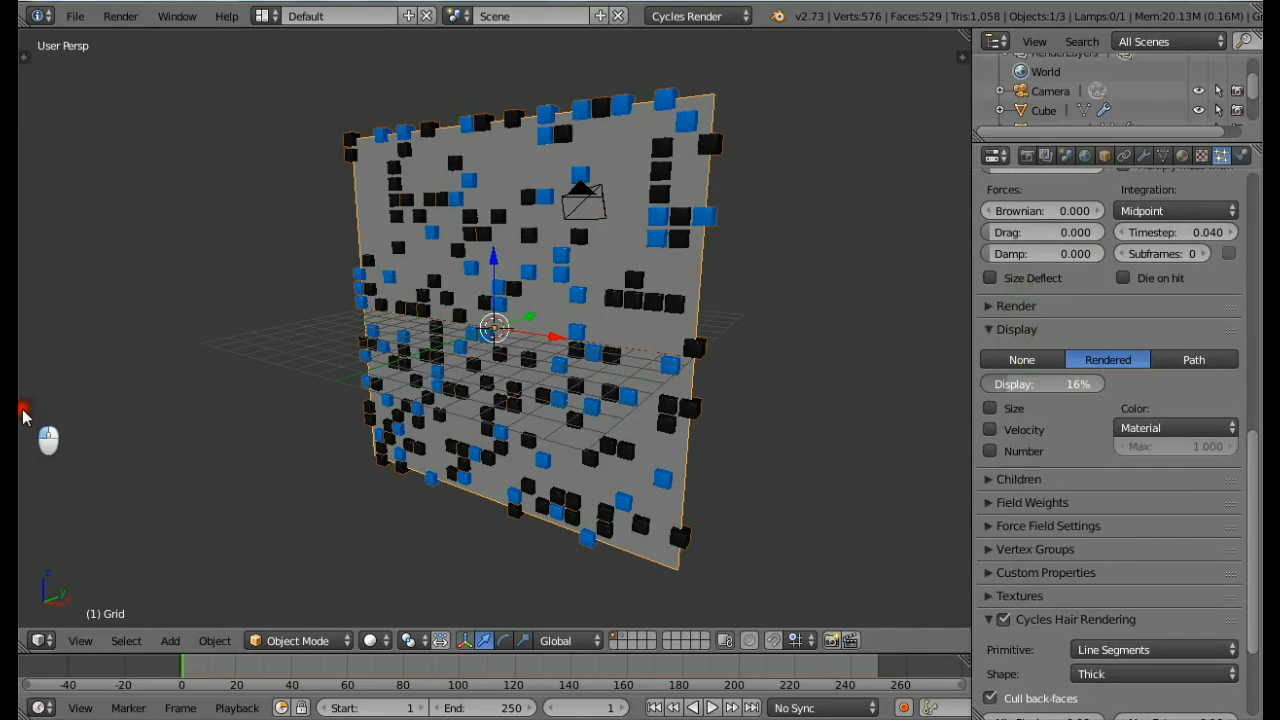 File Render Window Help Default Scene Cycles Render v2.73 | Verts:576 | Faces:529 | Tris:1,058 | Objects:1/3 | Lamps:0/1 | Mem:20.13M (0.16M) |
User Persp
View Search All Scenes
World
Camera |
Cube |
Forces: Integration:
Brownian: 0.000 Midpoint
Drag: 0.000 Timestep: 0.040
Damp: 0.000 Subframes: 0
Size Deflect Die on hit
Render
Display
None Rendered Path
Display: 16%
Size Color:
Velocity Material
Number Max: 1.000
Children
Field Weights
Force Field Settings
Vertex Groups
Custom Properties
Textures
Cycles Hair Rendering
Primitive: Line Segments
Shape: Thick
Cull back-faces
z y x
(1) Grid
View Select Add Object Object Mode Global
-40 -20 0 20 40 60 80 100 120 140 160 180 200 220 240 260
View Marker Frame Playback Start: 1 End: 250 1 No Sync